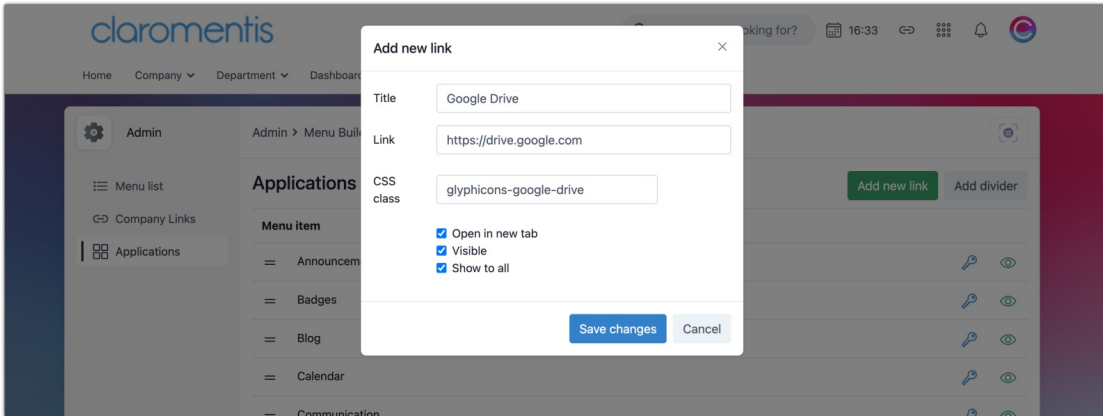 claromentis
oking for?
16:33
Home Company Department Dashboard
Add new link
Title Google Drive
Link https://drive.google.com
CSS class glyphicons-google-drive
Open in new tab
Visible
Show to all
Save changes Cancel
Admin
Admin > Menu Buil
Menu list
Company Links
Applications
Applications
Add new link Add divider
Menu item
Announcem
Badges
Blog
Calendar
Communication